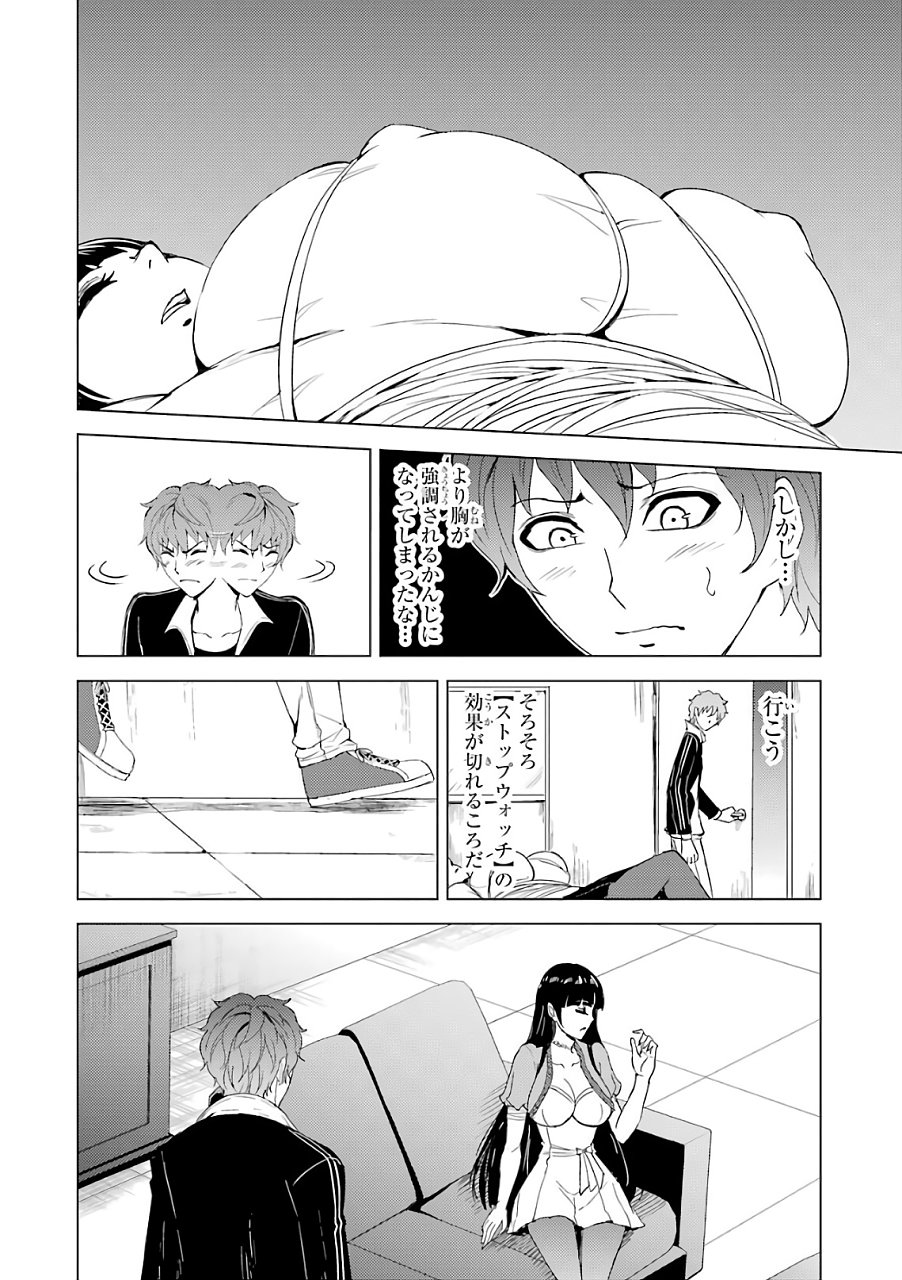 しかし…
より胸が
強調されるかんじに
なってしまったな…
行こう
そろそろ
【ストップウォッチ】の
効果が切れるころだ